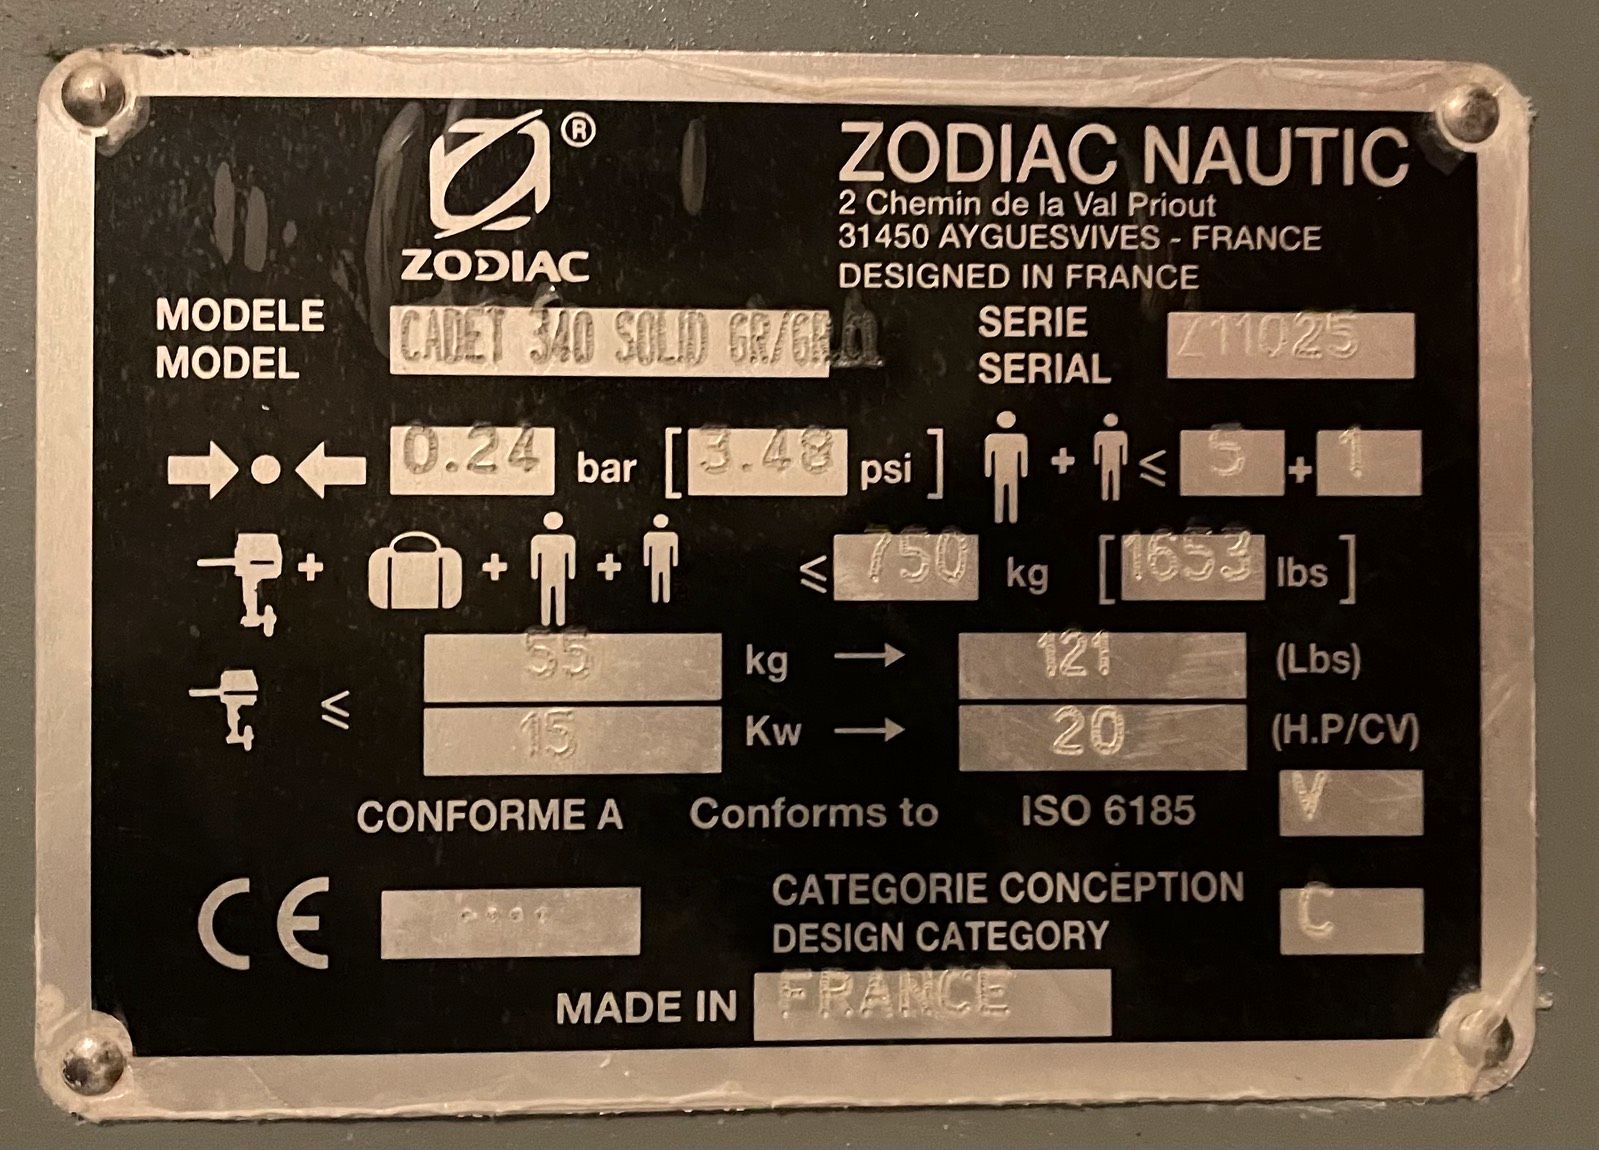 ZODIAC®
ZODIAC NAUTIC
2 Chemin de la Val Priout
31450 AYGUESVIVES - FRANCE
DESIGNED IN FRANCE
MODELE
MODEL
CADET 340 SOLID GR/GR
SERIE
SERIAL
Z11025
0.24 bar [3.48 psi] + ≤ 5 + 1
+ + + ≤ 750 kg [1653 lbs]
≤
55 kg → 121 (Lbs)
15 Kw → 20 (H.P/CV)
CONFORME A Conforms to ISO 6185 V
CE ....
CATEGORIE CONCEPTION
DESIGN CATEGORY
C
MADE IN FRANCE